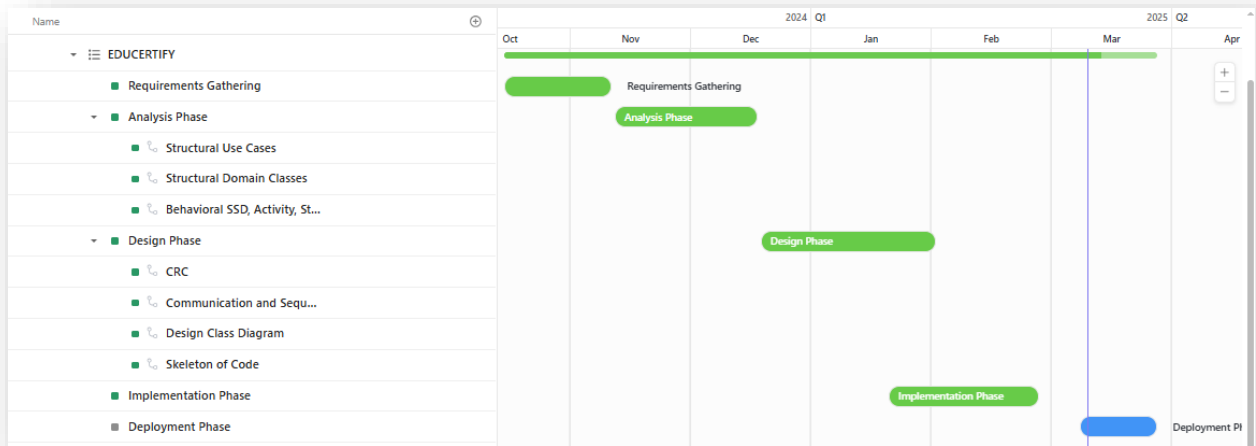 Name
2024 Q1 2025 Q2
Oct Nov Dec Jan Feb Mar Apr
EDUCERTIFY
Requirements Gathering Requirements Gathering
Analysis Phase Analysis Phase
Structural Use Cases
Structural Domain Classes
Behavioral SSD, Activity, St...
Design Phase Design Phase
CRC
Communication and Sequ...
Design Class Diagram
Skeleton of Code
Implementation Phase Implementation Phase
Deployment Phase Deployment Ph